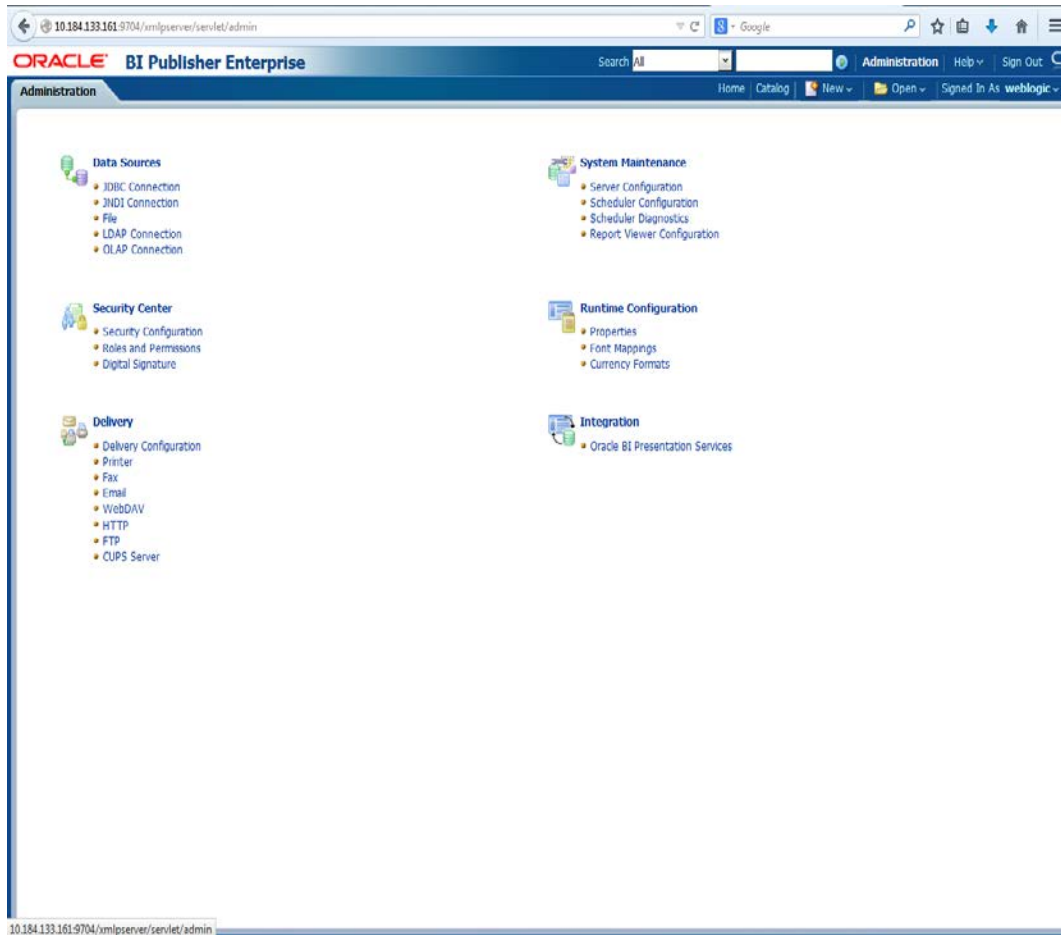 10.184.133.161:9704/xmlpserver/servlet/admin
Google
ORACLE BI Publisher Enterprise
Search All
Administration Help Sign Out
Administration
Home Catalog New Open Signed In As weblogic
Data Sources
JDBC Connection
JNDI Connection
File
LDAP Connection
OLAP Connection
System Maintenance
Server Configuration
Scheduler Configuration
Scheduler Diagnostics
Report Viewer Configuration
Security Center
Security Configuration
Roles and Permissions
Digital Signature
Runtime Configuration
Properties
Font Mappings
Currency Formats
Delivery
Delivery Configuration
Printer
Fax
Email
WebDAV
HTTP
FTP
CUPS Server
Integration
Oracle BI Presentation Services
10.184.133.161:9704/xmlpserver/servlet/admin